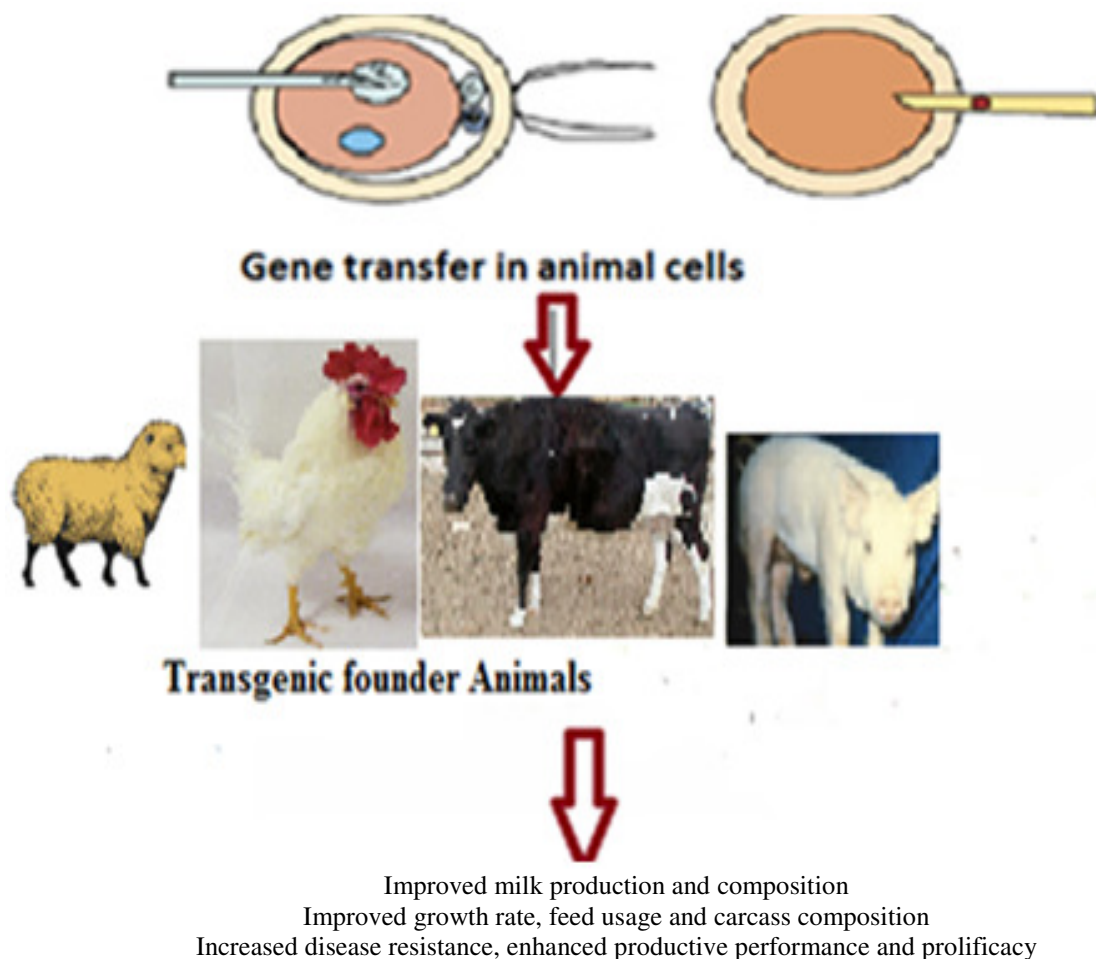 Gene transfer in animal cells
Transgenic founder Animals
Improved milk production and composition
Improved growth rate, feed usage and carcass composition
Increased disease resistance, enhanced productive performance and prolificacy